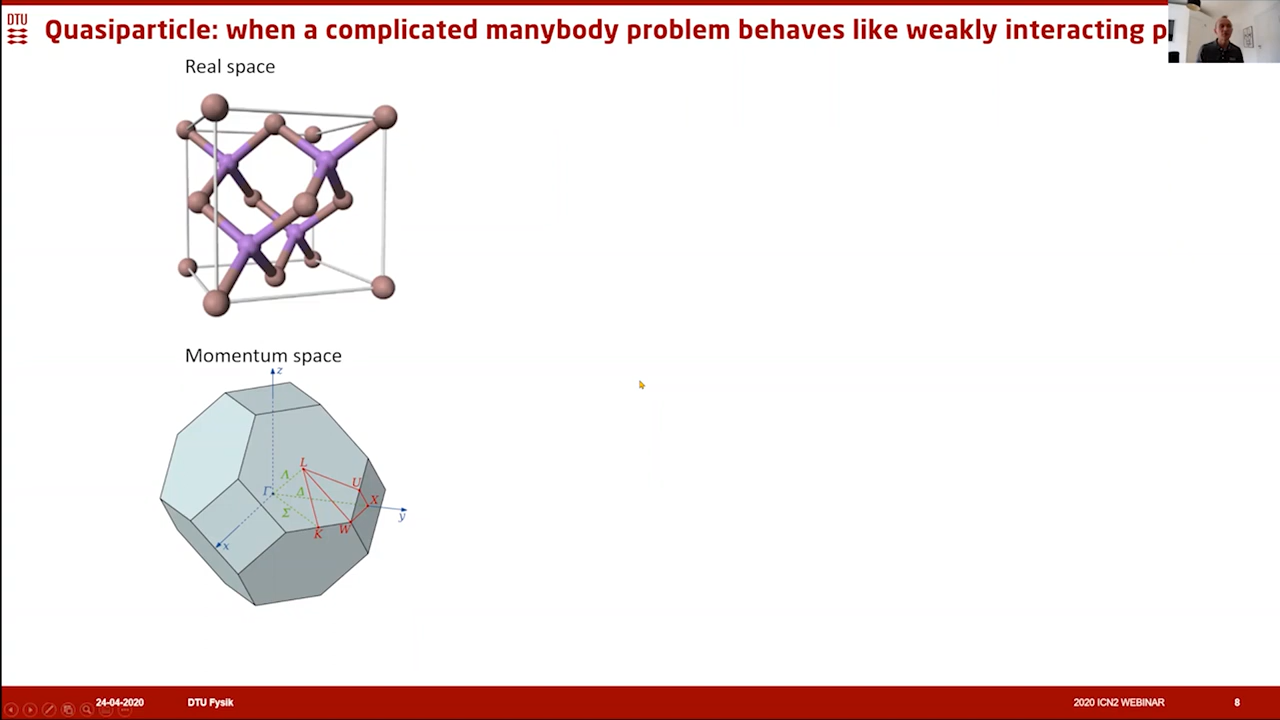 DTU
Quasiparticle: when a complicated manybody problem behaves like weakly interacting p
Real space
Momentum space
z
L
Λ
U
Γ
Δ
X
Σ
y
K
W
x
24-04-2020
DTU Fysik
2020 ICN2 WEBINAR
8